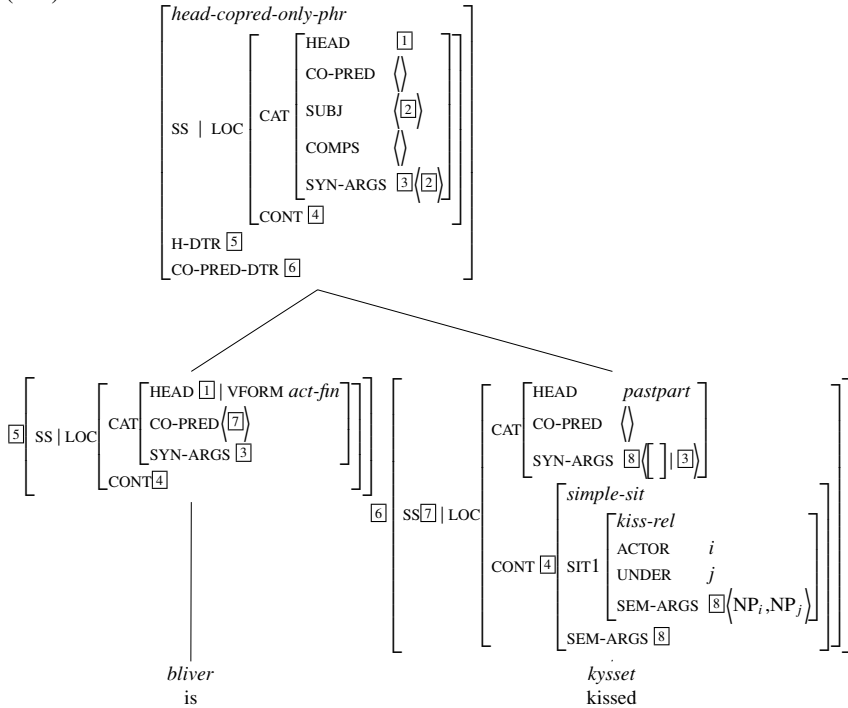 head-copred-only-phr
HEAD [1]
CO-PRED ⟨⟩
SUBJ ⟨[2]⟩
SS | LOC CAT COMPS ⟨⟩
SYN-ARGS [3]⟨[2]⟩
CONT [4]
H-DTR [5]
CO-PRED-DTR [6]
[5] SS | LOC CAT HEAD [1] | VFORM act-fin
CO-PRED ⟨[7]⟩
SYN-ARGS [3]
CONT [4]
[6] SS [7] | LOC CAT HEAD pastpart
CO-PRED ⟨⟩
SYN-ARGS [8]⟨[ ] | [3]⟩
CONT [4] simple-sit
SIT1 kiss-rel
ACTOR i
UNDER j
SEM-ARGS [8]⟨NP_i,NP_j⟩
SEM-ARGS [8]
bliver kysset
is kissed